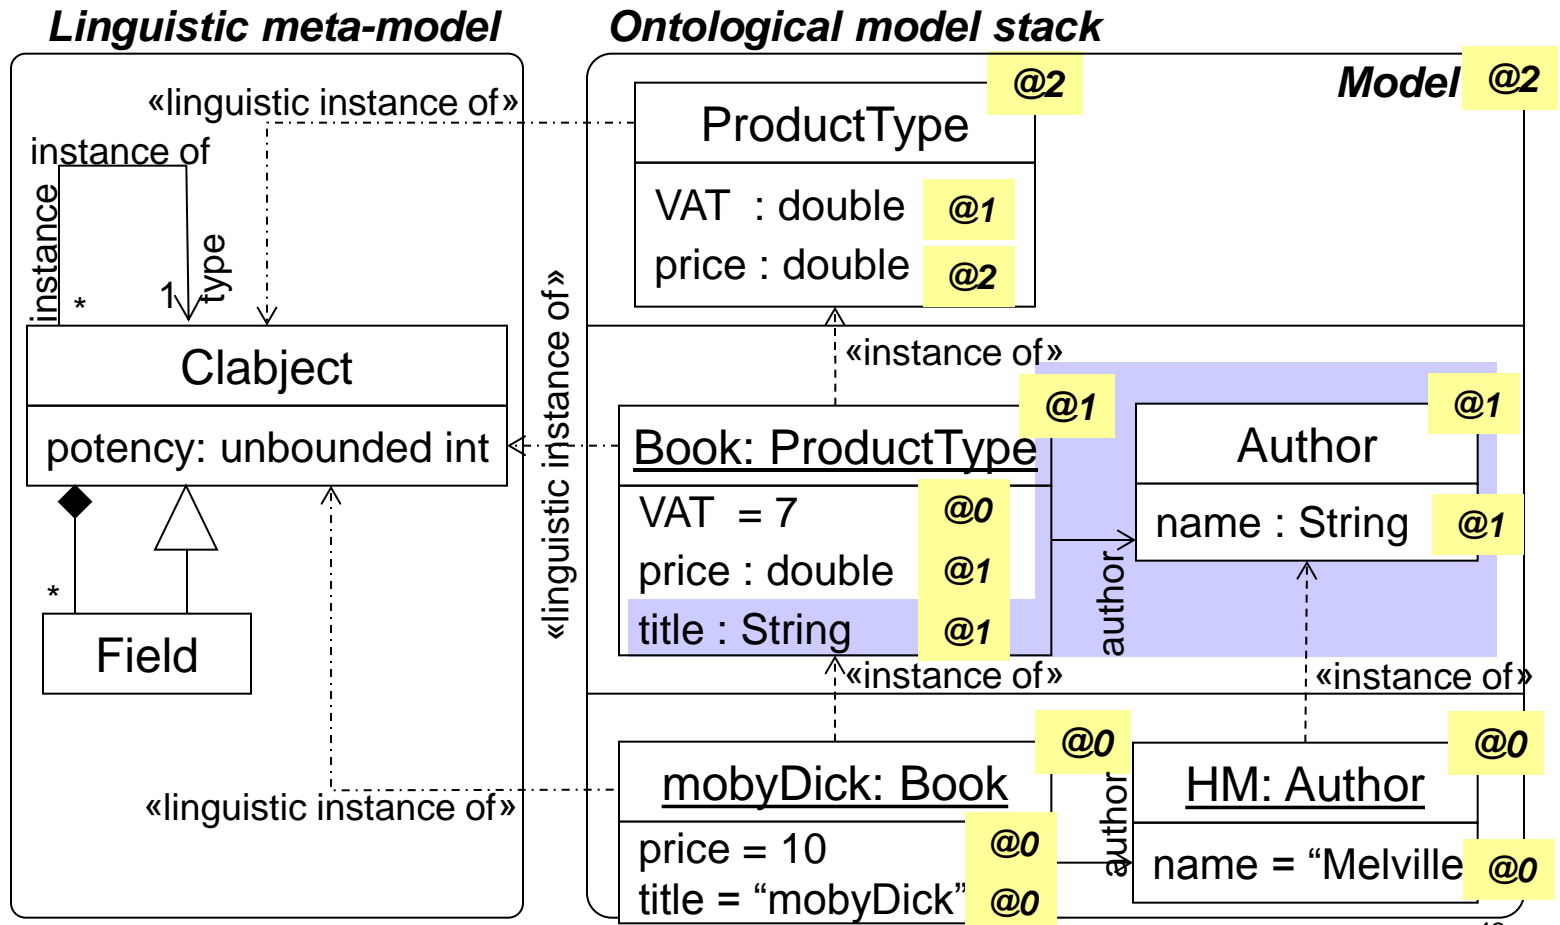 Linguistic meta-model
Ontological model stack
Model @2
«linguistic instance of»
instance of
instance
*
1
type
Clabject
potency: unbounded int
*
Field
«linguistic instance of»
«linguistic instance of»
ProductType @2
VAT : double @1
price : double @2
«instance of»
Book: ProductType @1
VAT = 7 @0
price : double @1
title : String @1
author
Author @1
name : String @1
«instance of»
«instance of»
mobyDick: Book @0
price = 10 @0
title = “mobyDick” @0
author
HM: Author @0
name = “Melville @0